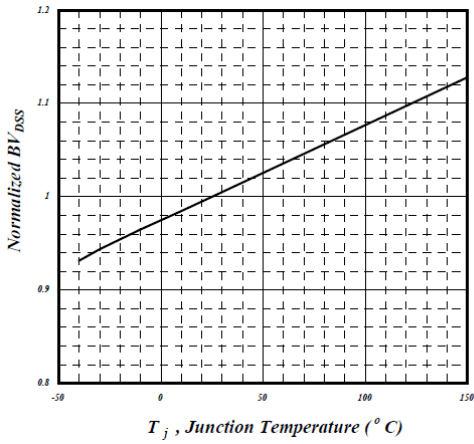 1.2
1.1
1
0.9
0.8
Normalized BV_DSS
-50 0 50 100 150
T_j , Junction Temperature ( ° C)